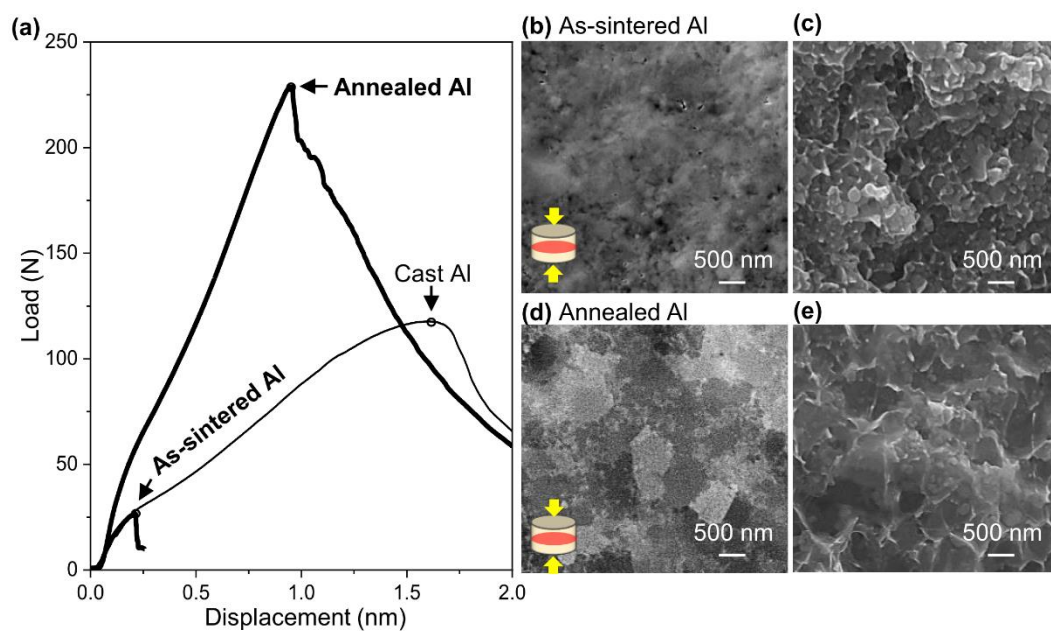 (a)
250
200
150
100
50
0
Load (N)
0.0 0.5 1.0 1.5 2.0
Displacement (nm)
Annealed Al
Cast Al
As-sintered Al
(b) As-sintered Al
500 nm
(c)
500 nm
(d) Annealed Al
500 nm
(e)
500 nm